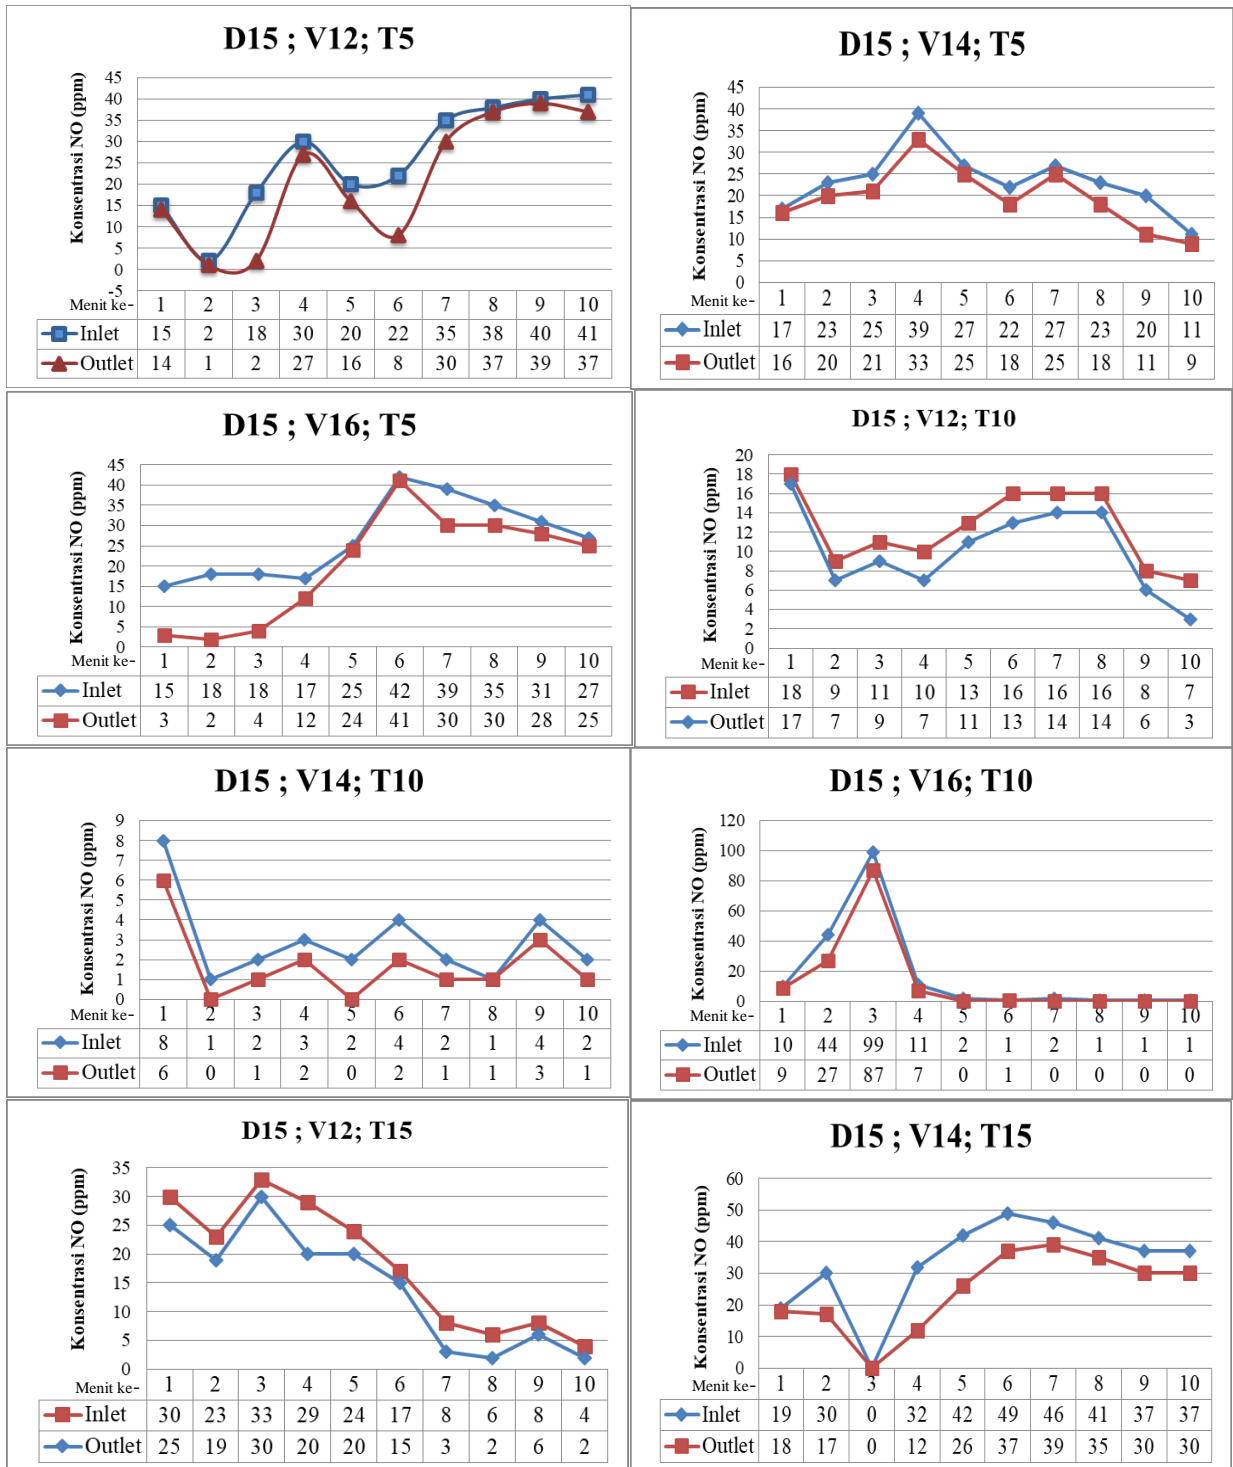 D15 ; V12; T5
Konsentrasi NO (ppm)
45
40
35
30
25
20
15
10
5
0
-5
Menit ke- 1 2 3 4 5 6 7 8 9 10
Inlet 15 2 18 30 20 22 35 38 40 41
Outlet 14 1 2 27 16 8 30 37 39 37
D15 ; V14; T5
Konsentrasi NO (ppm)
45
40
35
30
25
20
15
10
5
0
Menit ke- 1 2 3 4 5 6 7 8 9 10
Inlet 17 23 25 39 27 22 27 23 20 11
Outlet 16 20 21 33 25 18 25 18 11 9
D15 ; V16; T5
Konsentrasi NO (ppm)
45
40
35
30
25
20
15
10
5
0
Menit ke- 1 2 3 4 5 6 7 8 9 10
Inlet 15 18 18 17 25 42 39 35 31 27
Outlet 3 2 4 12 24 41 30 30 28 25
D15 ; V12; T10
Konsentrasi NO (ppm)
20
18
16
14
12
10
8
6
4
2
0
Menit ke- 1 2 3 4 5 6 7 8 9 10
Inlet 18 9 11 10 13 16 16 16 8 7
Outlet 17 7 9 7 11 13 14 14 6 3
D15 ; V14; T10
Konsentrasi NO (ppm)
9
8
7
6
5
4
3
2
1
0
Menit ke- 1 2 3 4 5 6 7 8 9 10
Inlet 8 1 2 3 2 4 2 1 4 2
Outlet 6 0 1 2 0 2 1 1 3 1
D15 ; V16; T10
Konsentrasi NO (ppm)
120
100
80
60
40
20
0
Menit ke- 1 2 3 4 5 6 7 8 9 10
Inlet 10 44 99 11 2 1 2 1 1 1
Outlet 9 27 87 7 0 1 0 0 0 0
D15 ; V12; T15
Konsentrasi NO (ppm)
35
30
25
20
15
10
5
0
Menit ke- 1 2 3 4 5 6 7 8 9 10
Inlet 30 23 33 29 24 17 8 6 8 4
Outlet 25 19 30 20 20 15 3 2 6 2
D15 ; V14; T15
Konsentrasi NO (ppm)
60
50
40
30
20
10
0
Menit ke- 1 2 3 4 5 6 7 8 9 10
Inlet 19 30 0 32 42 49 46 41 37 37
Outlet 18 17 0 12 26 37 39 35 30 30